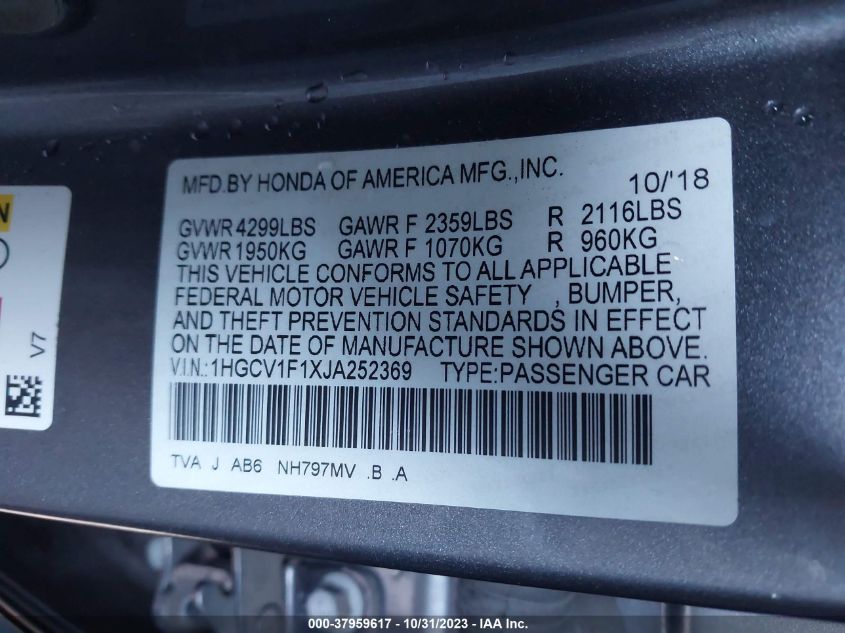 MFD.BY HONDA OF AMERICA MFG.,INC. 10/'18
GVWR 4299LBS GAWR F 2359LBS R 2116LBS
GVWR 1950KG GAWR F 1070KG R 960KG
THIS VEHICLE CONFORMS TO ALL APPLICABLE
FEDERAL MOTOR VEHICLE SAFETY , BUMPER,
AND THEFT PREVENTION STANDARDS IN EFFECT
ON THE DATE OF MANUFACTURE SHOWN ABOVE.
V.I.N.:1HGCV1F1XJA252369 TYPE:PASSENGER CAR
TVA J AB6 NH797MV .B .A
N
V7
000-37959617 - 10/31/2023 - IAA Inc.